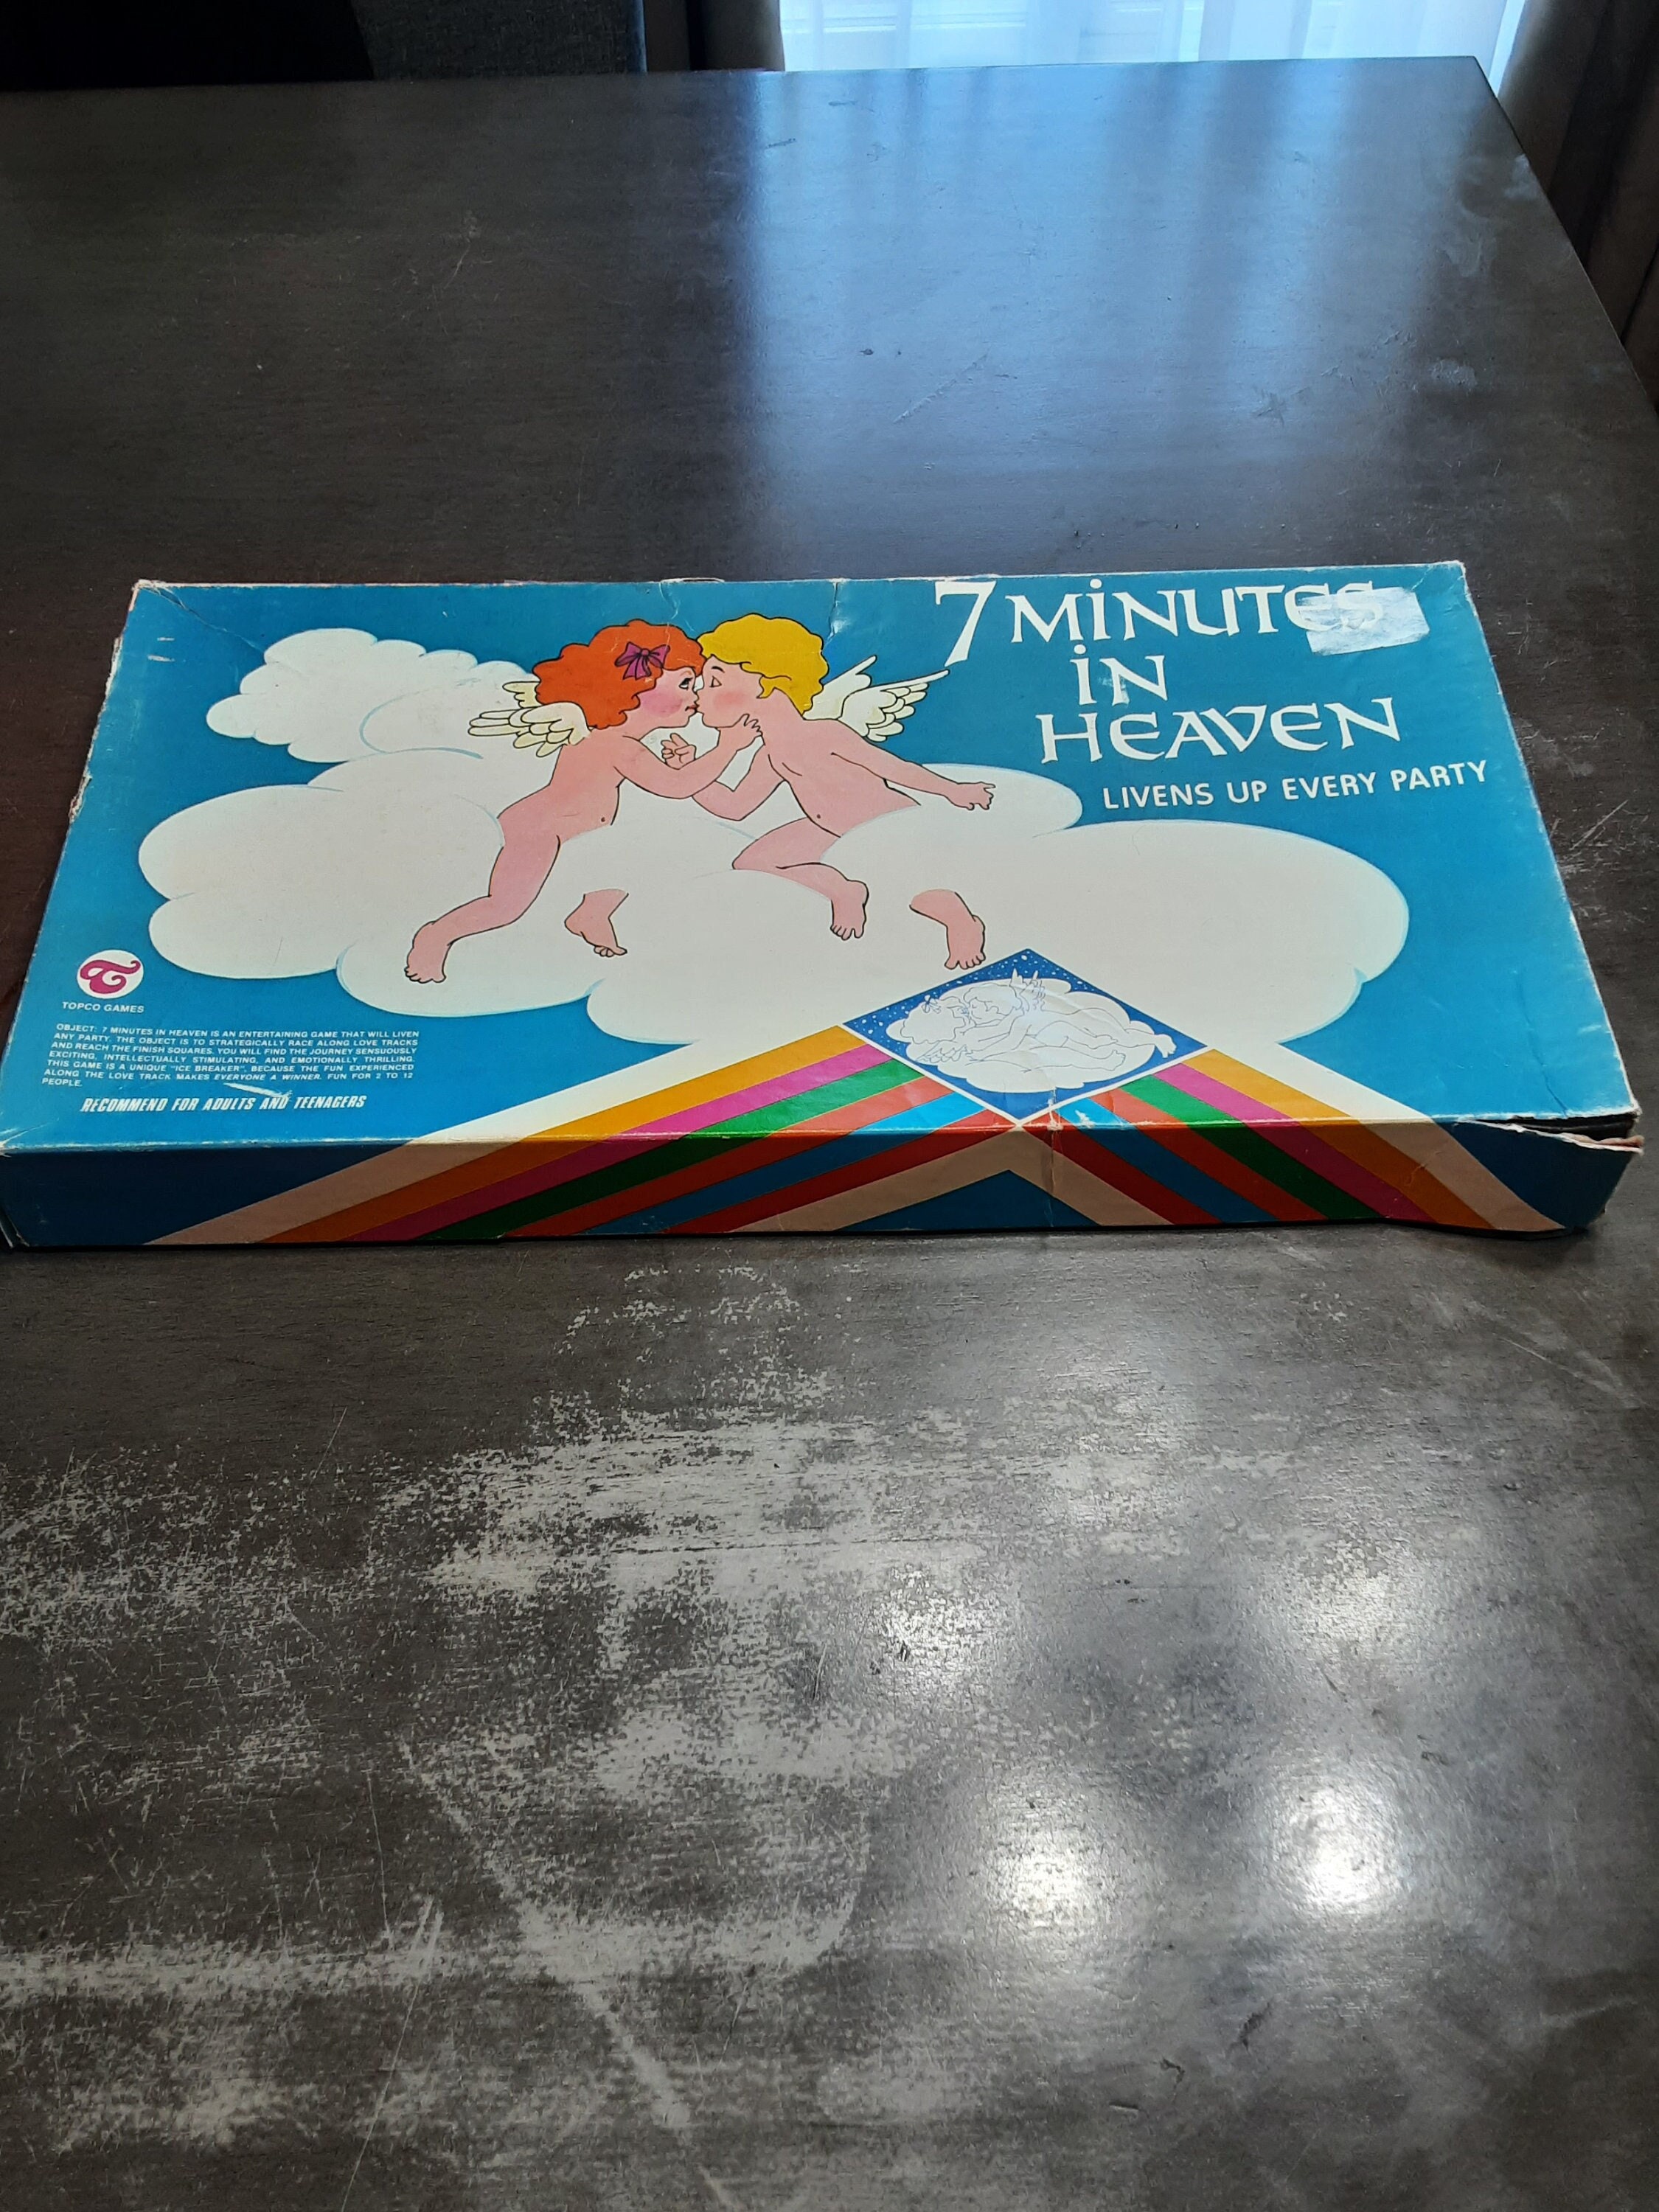 7 MINUTES
IN
HEAVEN
LIVENS UP EVERY PARTY
TOPCO GAMES
OBJECT: 7 MINUTES IN HEAVEN IS AN ENTERTAINING GAME THAT WILL LIVEN
ANY PARTY. THE OBJECT IS TO STRATEGICALLY RACE ALONG LOVE TRACKS
AND REACH THE FINISH SQUARES. YOU WILL FIND THE JOURNEY SENSUOUSLY
EXCITING, INTELLECTUALLY STIMULATING, AND EMOTIONALLY THRILLING.
THIS GAME IS A UNIQUE "ICE BREAKER", BECAUSE THE FUN EXPERIENCED
ALONG THE LOVE TRACK MAKES EVERYONE A WINNER. FUN FOR 2 TO 12
PEOPLE.
RECOMMEND FOR ADULTS AND TEENAGERS